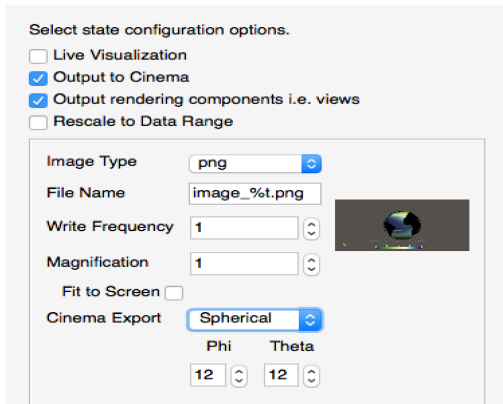 Select state configuration options.
Live Visualization
Output to Cinema
Output rendering components i.e. views
Rescale to Data Range
Image Type png
File Name image_%t.png
Write Frequency 1
Magnification 1
Fit to Screen
Cinema Export Spherical
Phi Theta
12 12